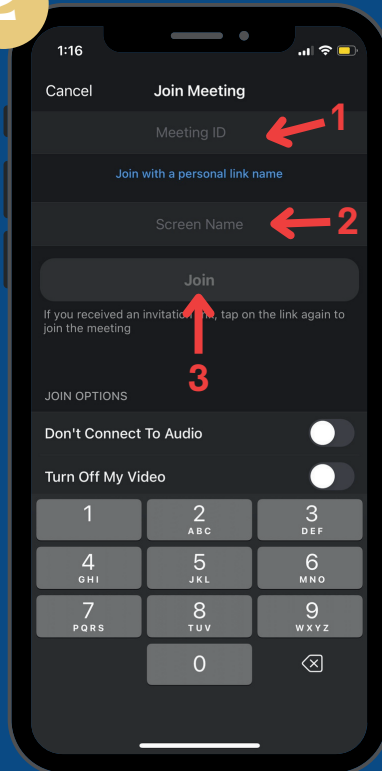 2
1:16
Cancel Join Meeting
Meeting ID 1
Join with a personal link name
Screen Name 2
Join
If you received an invitation , tap on the link again to
join the meeting
3
JOIN OPTIONS
Don't Connect To Audio
Turn Off My Video
1 2 3
ABC DEF
4 5 6
GHI JKL MNO
7 8 9
PQRS TUV WXYZ
0